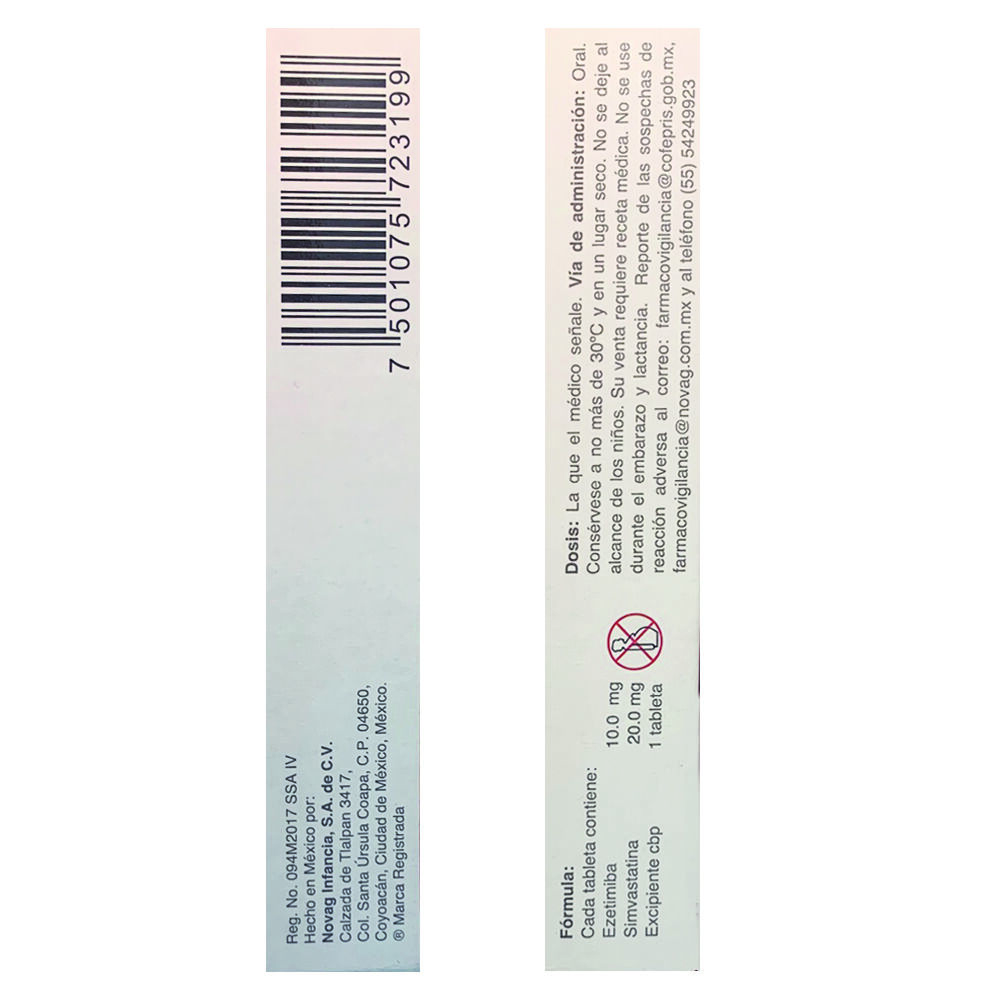 7 501075 723199
Reg. No. 094M2017 SSA IV
Hecho en México por:
Novag Infancia, S.A. de C.V.
Calzada de Tlalpan 3417,
Col. Santa Úrsula Coapa, C.P. 04650,
Coyoacán, Ciudad de México, México.
® Marca Registrada
Fórmula:
Cada tableta contiene:
Ezetimiba 10.0 mg
Simvastatina 20.0 mg
Excipiente cbp 1 tableta
Dosis: La que el médico señale. Vía de administración: Oral.
Consérvese a no más de 30ºC y en un lugar seco. No se deje al
alcance de los niños. Su venta requiere receta médica. No se use
durante el embarazo y lactancia. Reporte de las sospechas de
reacción adversa al correo: farmacovigilancia@cofepris.gob.mx,
farmacovigilancia@novag.com.mx y al teléfono (55) 54249923